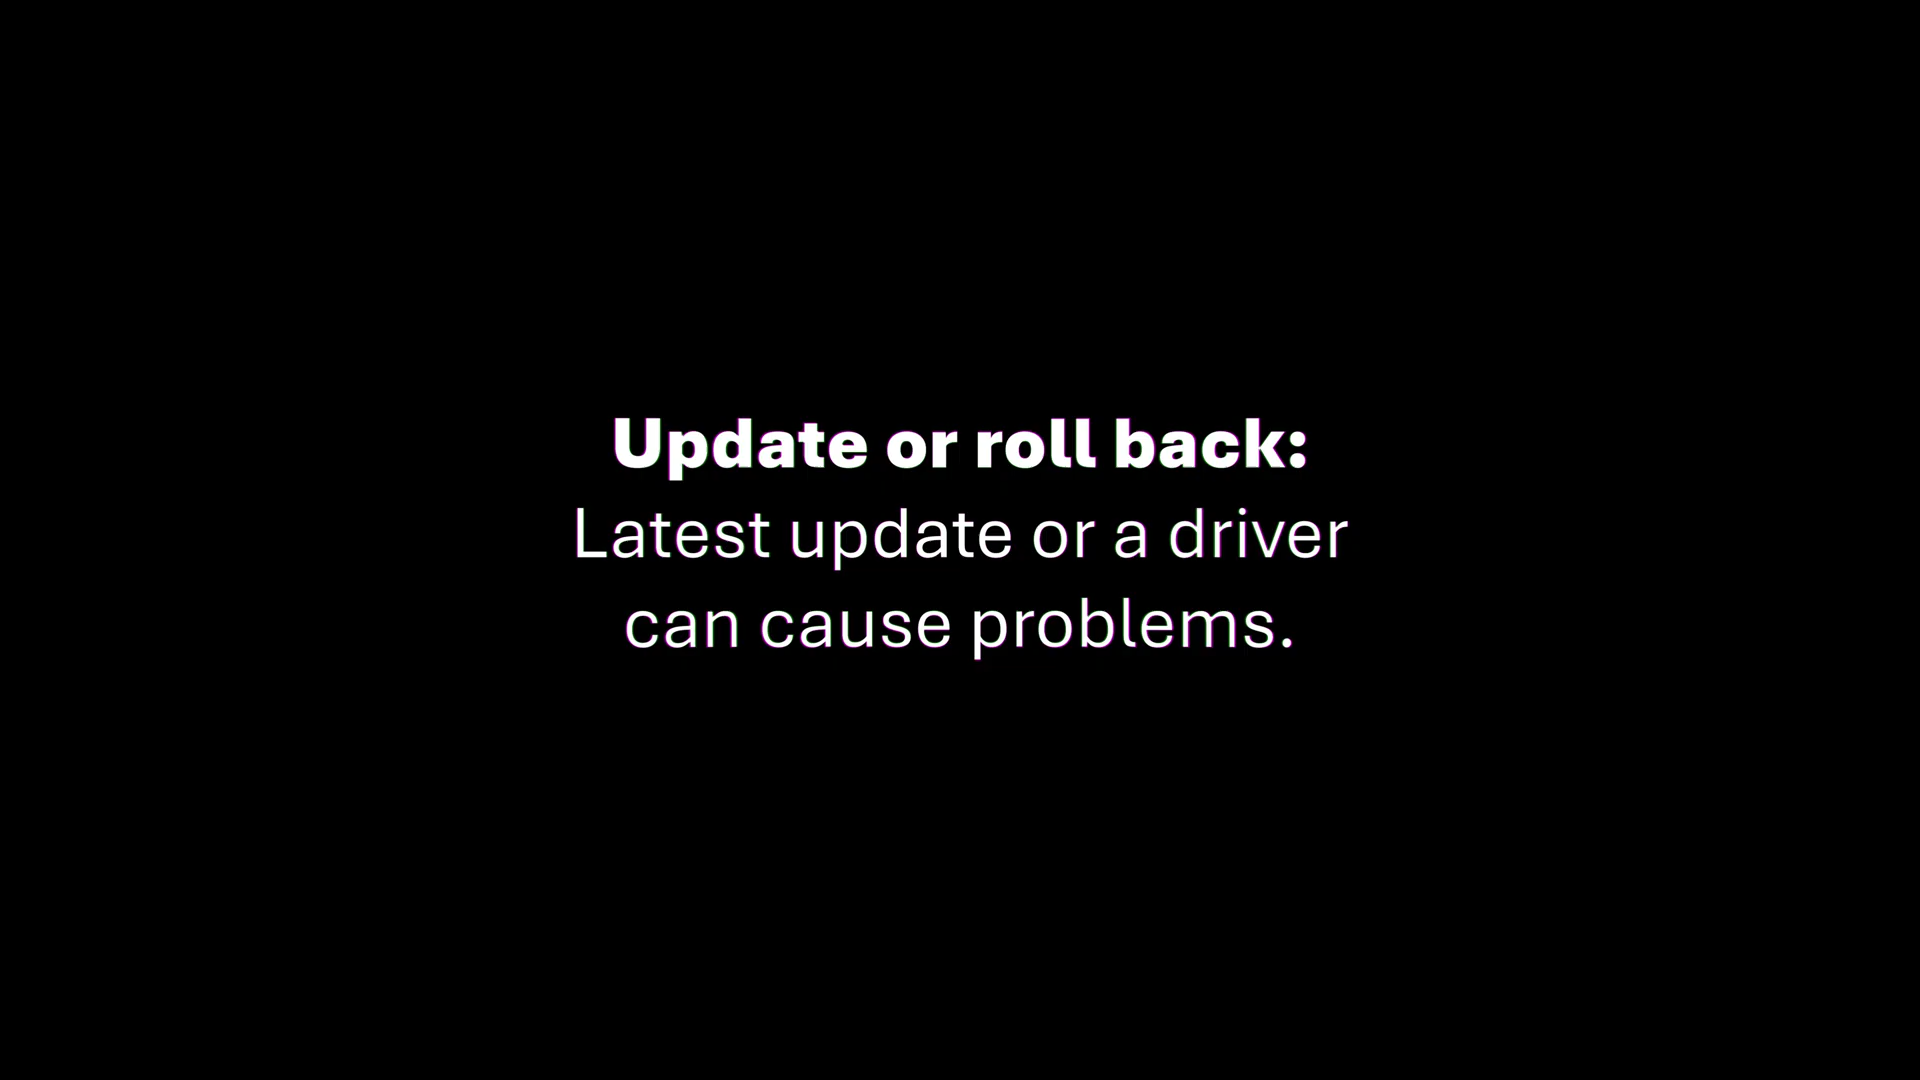 Update or roll back:
Latest update or a driver
can cause problems.